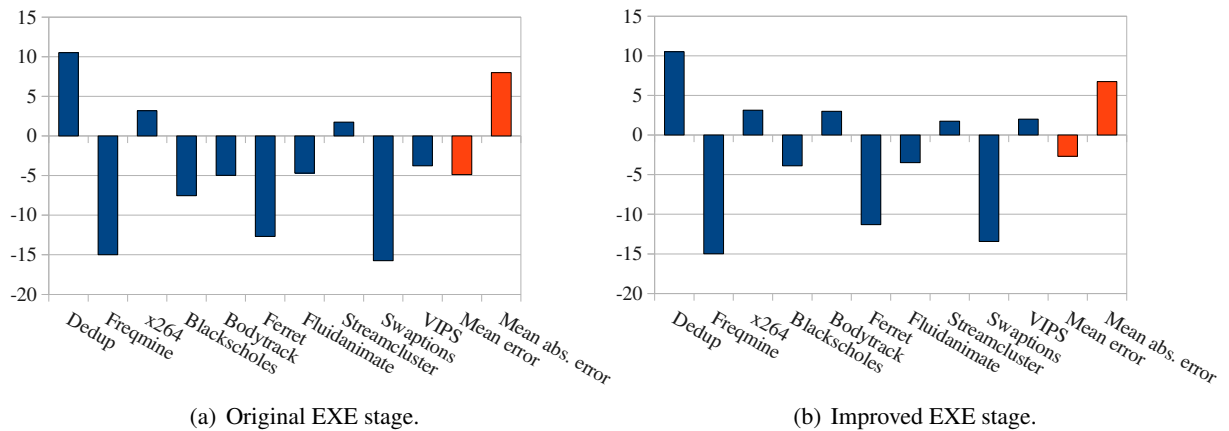 15
10
5
0
-5
-10
-15
-20
Dedup
Freqmine
x264
Blackscholes
Bodytrack
Ferret
Fluidanimate
Streamcluster
Swaptions
VIPS
Mean error
Mean abs. error
(a) Original EXE stage.
15
10
5
0
-5
-10
-15
-20
Dedup
Freqmine
x264
Blackscholes
Bodytrack
Ferret
Fluidanimate
Streamcluster
Swaptions
VIPS
Mean error
Mean abs. error
(b) Improved EXE stage.